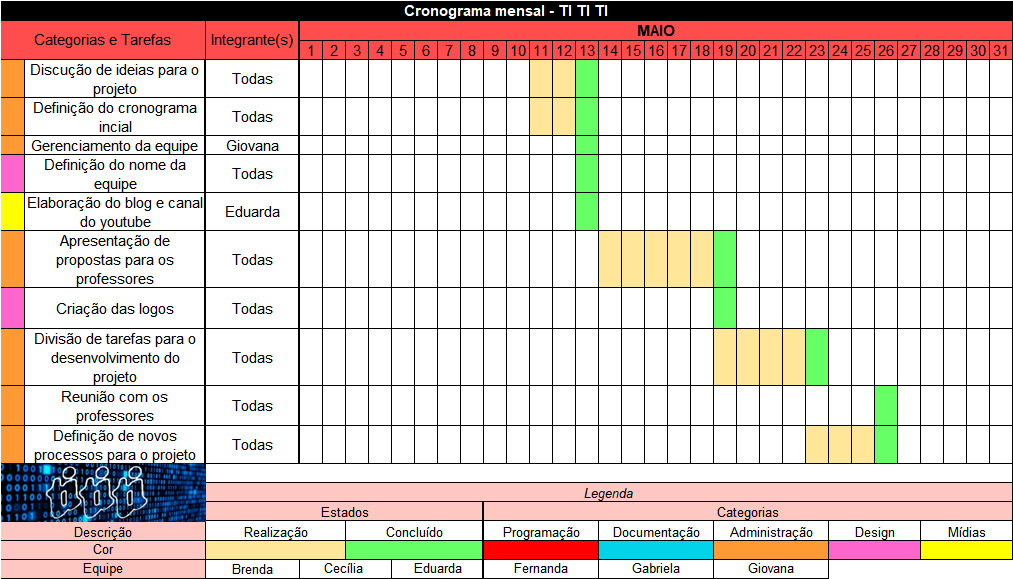 Cronograma mensal - TI TI TI
Categorias e Tarefas Integrante(s) MAIO
1 2 3 4 5 6 7 8 9 10 11 12 13 14 15 16 17 18 19 20 21 22 23 24 25 26 27 28 29 30 31
Discução de ideias para o
projeto
Todas
Definição do cronograma
incial
Todas
Gerenciamento da equipe Giovana
Definição do nome da
equipe
Todas
Elaboração do blog e canal
do youtube
Eduarda
Apresentação de
propostas para os
professores
Todas
Criação das logos Todas
Divisão de tarefas para o
desenvolvimento do
projeto
Todas
Reunião com os
professores
Todas
Definição de novos
processos para o projeto
Todas
Legenda
Estados Categorias
Descrição Realização Concluído Programação Documentação Administração Design Mídias
Cor
Equipe Brenda Cecília Eduarda Fernanda Gabriela Giovana